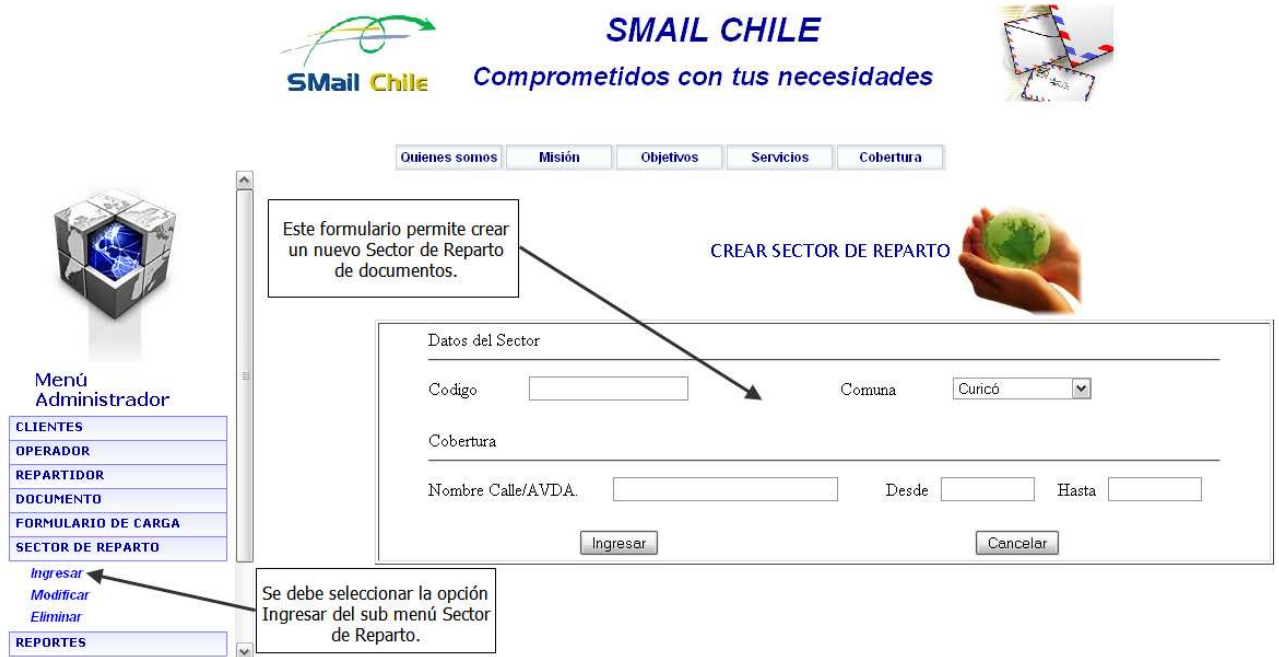 SMail Chile
SMAIL CHILE
Comprometidos con tus necesidades
Quienes somos
Misión
Objetivos
Servicios
Cobertura
Este formulario permite crear
un nuevo Sector de Reparto
de documentos.
CREAR SECTOR DE REPARTO
Datos del Sector
Codigo
Comuna
Curicó
Cobertura
Nombre Calle/AVDA.
Desde
Hasta
Ingresar
Cancelar
Menú
Administrador
CLIENTES
OPERADOR
REPARTIDOR
DOCUMENTO
FORMULARIO DE CARGA
SECTOR DE REPARTO
Ingresar
Modificar
Eliminar
REPORTES
Se debe seleccionar la opción
Ingresar del sub menú Sector
de Reparto.